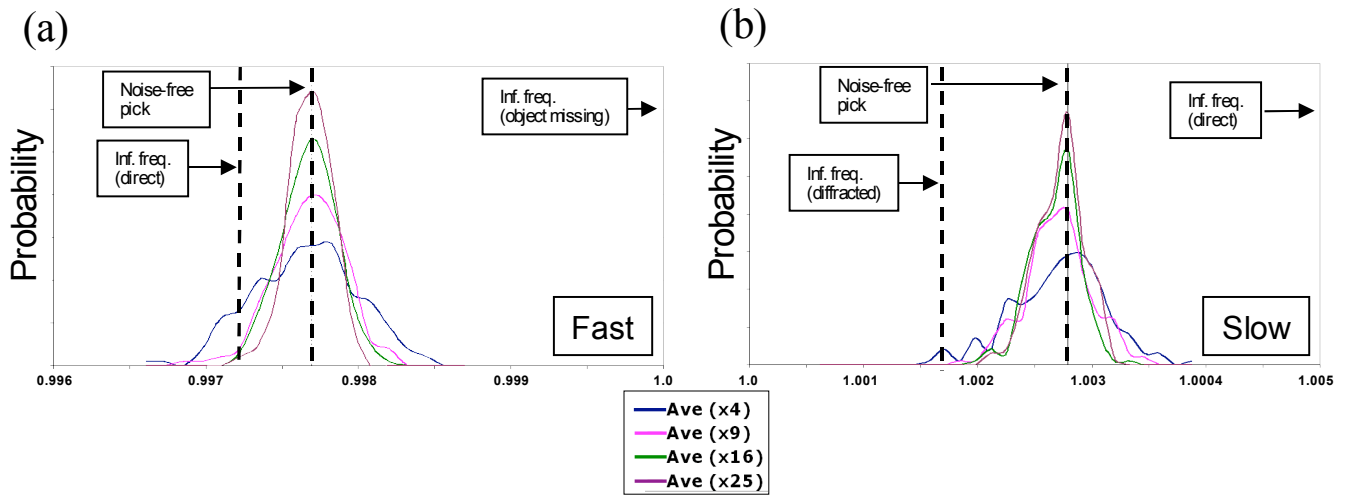 (a)
(b)
Noise-free
pick
Inf. freq.
(object missing)
Inf. freq.
(direct)
Probability
Fast
0.996
0.997
0.998
0.999
1.0
Noise-free
pick
Inf. freq.
(direct)
Inf. freq.
(diffracted)
Probability
Slow
1.0
1.001
1.002
1.003
1.0004
1.005
Ave (x4)
Ave (x9)
Ave (x16)
Ave (x25)